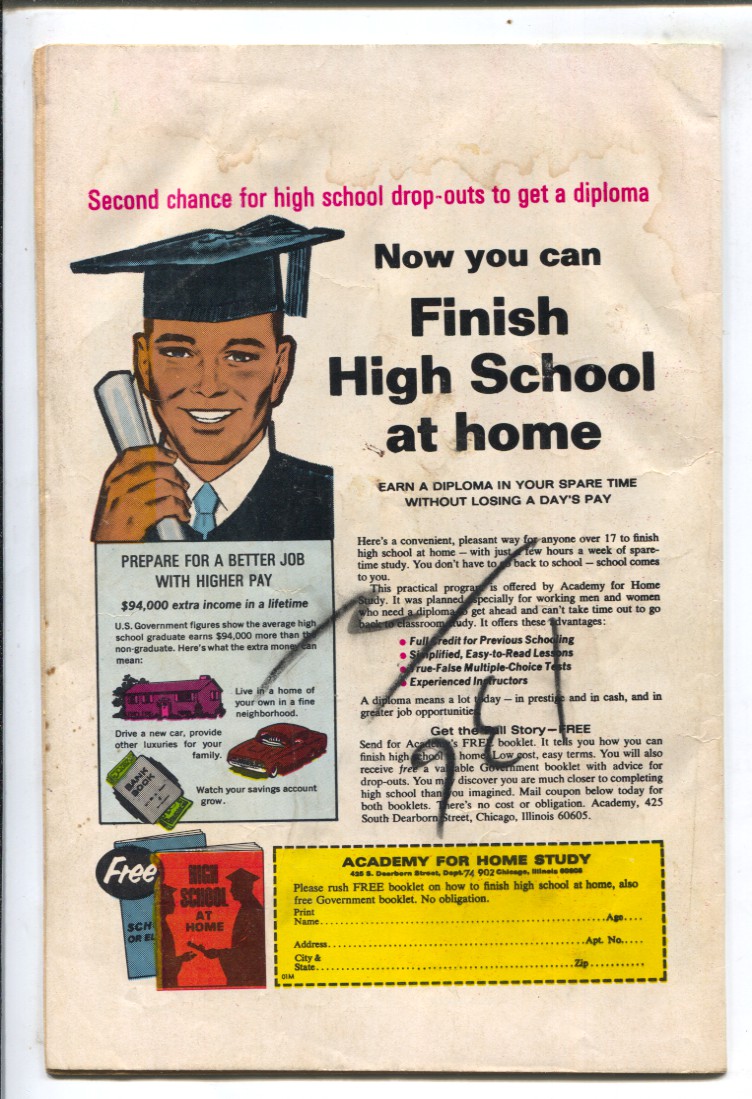 Second chance for high school drop-outs to get a diploma
Now you can
Finish
High School
at home
EARN A DIPLOMA IN YOUR SPARE TIME
WITHOUT LOSING A DAY'S PAY
PREPARE FOR A BETTER JOB
WITH HIGHER PAY
$94,000 extra income in a lifetime
U.S. Government figures show the average high
school graduate earns $94,000 more than the
non-graduate. Here's what the extra money can
mean:
Live in a home of
your own in a fine
neighborhood.
Drive a new car, provide
other luxuries for your
family.
BANK
BOOK
Watch your savings account
grow.
Here's a convenient, pleasant way for anyone over 17 to finish
high school at home — with just a few hours a week of spare-
time study. You don't have to go back to school — school comes
to you.
This practical program is offered by Academy for Home
Study. It was planned especially for working men and women
who need a diploma to get ahead and can't take time out to go
back to classroom study. It offers these advantages:
• Full Credit for Previous Schooling
• Simplified, Easy-to-Read Lessons
• True-False Multiple-Choice Tests
• Experienced Instructors
A diploma means a lot today — in prestige and in cash, and in
greater job opportunities.
Get the Full Story—FREE
Send for Academy's FREE booklet. It tells you how you can
finish high school at home. Low cost, easy terms. You will also
receive free a valuable Government booklet with advice for
drop-outs. You may discover you are much closer to completing
high school than you imagined. Mail coupon below today for
both booklets. There's no cost or obligation. Academy, 425
South Dearborn Street, Chicago, Illinois 60605.
Free
SCH
OR EL
HIGH
SCHOOL
AT
HOME
ACADEMY FOR HOME STUDY
425 S. Dearborn Street, Dept. 74 902 Chicago, Illinois 60605
Please rush FREE booklet on how to finish high school at home, also
free Government booklet. No obligation.
Print
Name Age
Address Apt. No.
City &
State Zip
01M